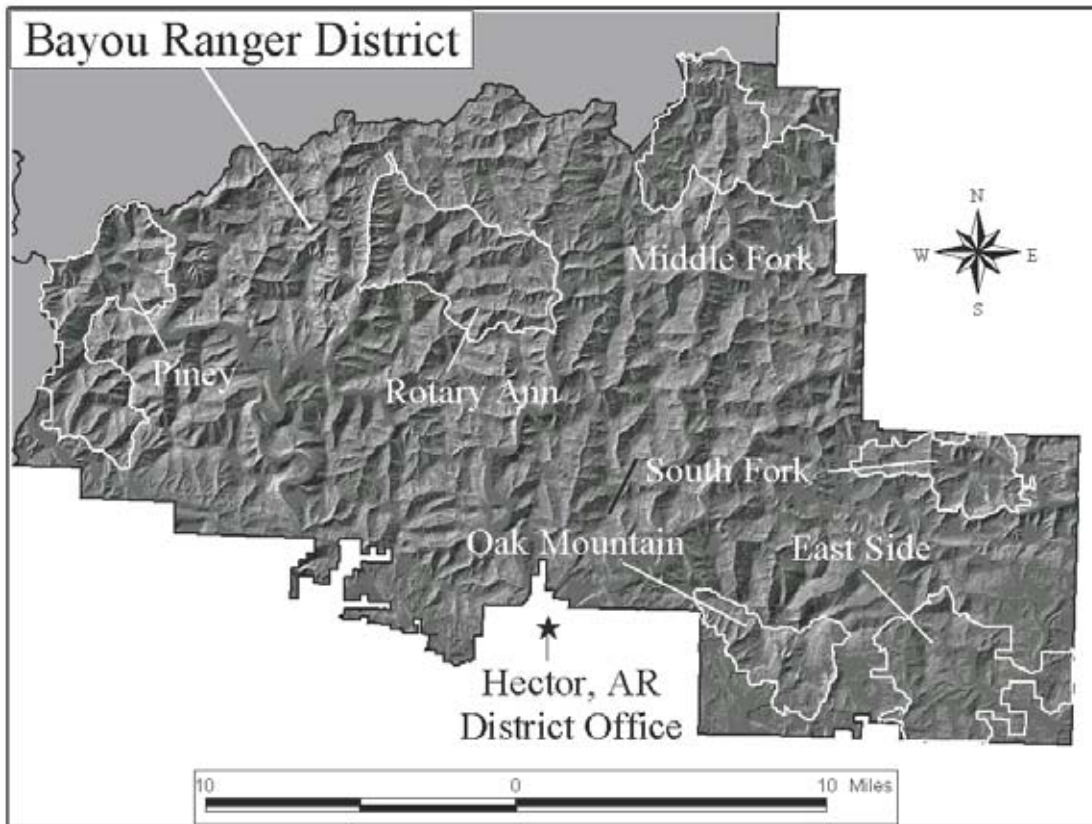 Bayou Ranger District
N
W E
S
Middle Fork
Piney
Rotary Ann
South Fork
Oak Mountain
East Side
Hector, AR
District Office
10 0 10 Miles